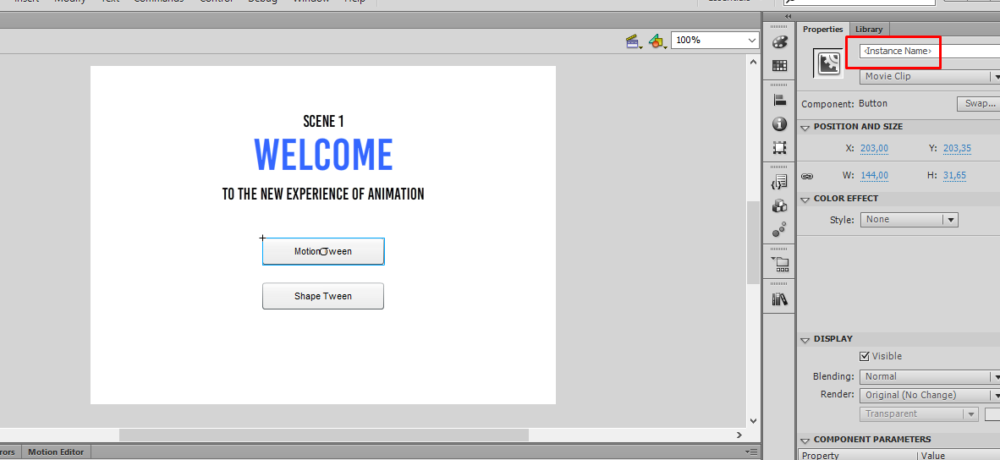 Insert Modify Text Commands Control Debug Window Help
Essentials
100%
SCENE 1
WELCOME
TO THE NEW EXPERIENCE OF ANIMATION
Motion Tween
Shape Tween
Motion Editor
Properties Library
<Instance Name>
Movie Clip
Component: Button Swap...
POSITION AND SIZE
X: 203,00 Y: 203,35
W: 144,00 H: 31,65
COLOR EFFECT
Style: None
DISPLAY
Visible
Blending: Normal
Render: Original (No Change)
Transparent
COMPONENT PARAMETERS
Property Value